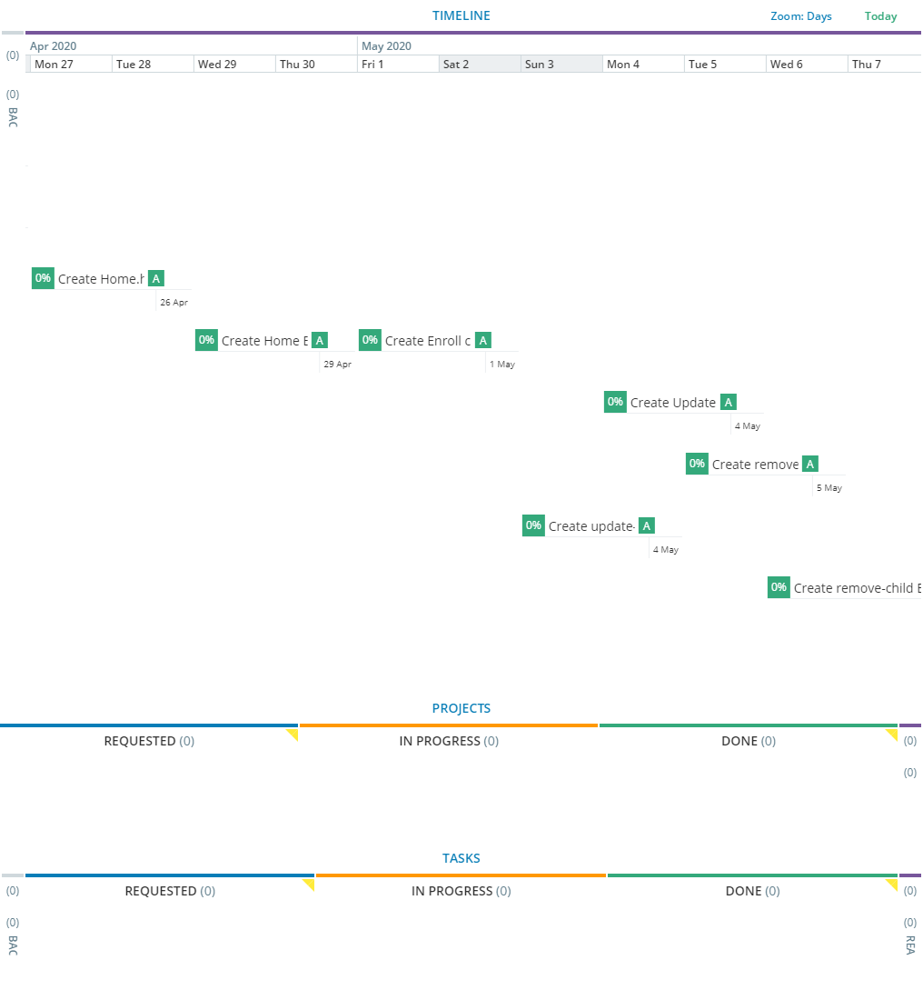 TIMELINE
Zoom: Days
Today
(0)
Apr 2020
May 2020
Mon 27
Tue 28
Wed 29
Thu 30
Fri 1
Sat 2
Sun 3
Mon 4
Tue 5
Wed 6
Thu 7
(0)
BAC
0% Create Home.h A
26 Apr
0% Create Home E A
29 Apr
0% Create Enroll c A
1 May
0% Create Update A
4 May
0% Create remove A
5 May
0% Create update- A
4 May
0% Create remove-child E
PROJECTS
REQUESTED (0)
IN PROGRESS (0)
DONE (0)
(0)
(0)
TASKS
(0)
REQUESTED (0)
IN PROGRESS (0)
DONE (0)
(0)
(0)
BAC
(0)
REA